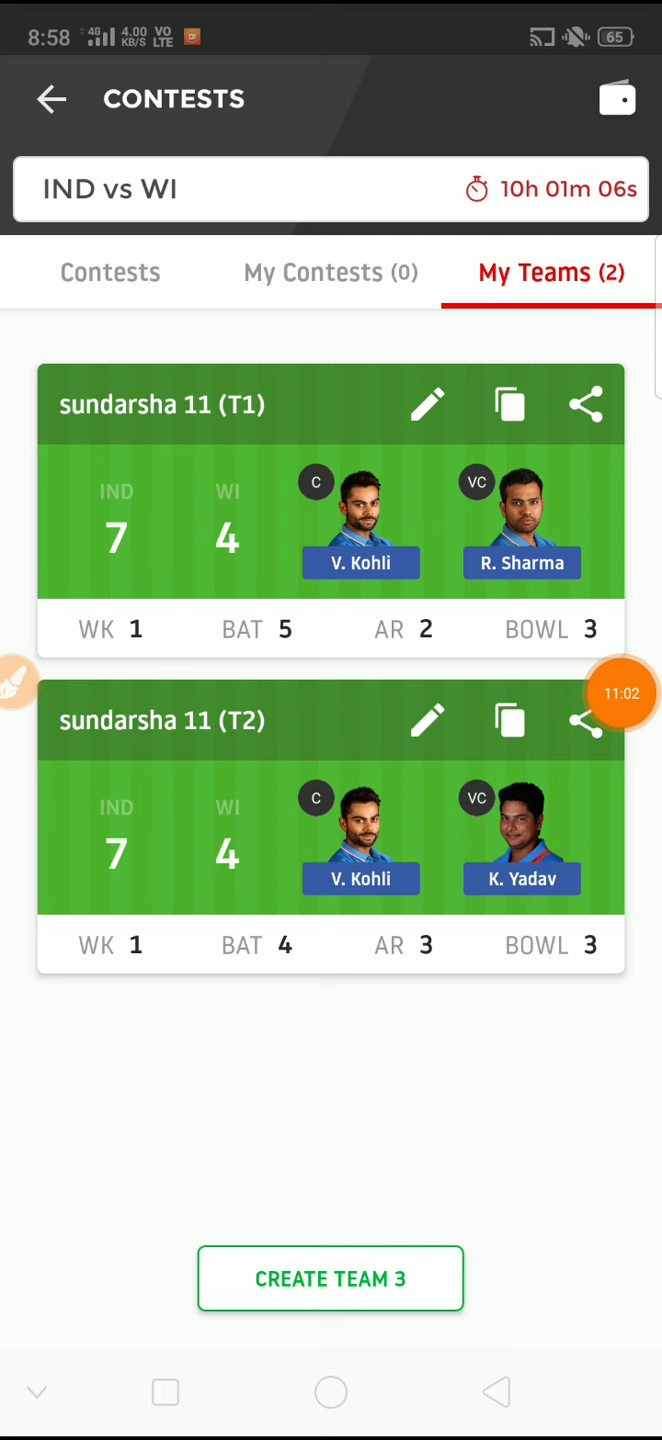 8:58 4G 4.00 KB/S VO LTE 65
CONTESTS
IND vs WI 10h 01m 06s
Contests My Contests (0) My Teams (2)
sundarsha 11 (T1)
IND WI C VC
7 4
V. Kohli R. Sharma
WK 1 BAT 5 AR 2 BOWL 3
11:02
sundarsha 11 (T2)
IND WI C VC
7 4
V. Kohli K. Yadav
WK 1 BAT 4 AR 3 BOWL 3
CREATE TEAM 3